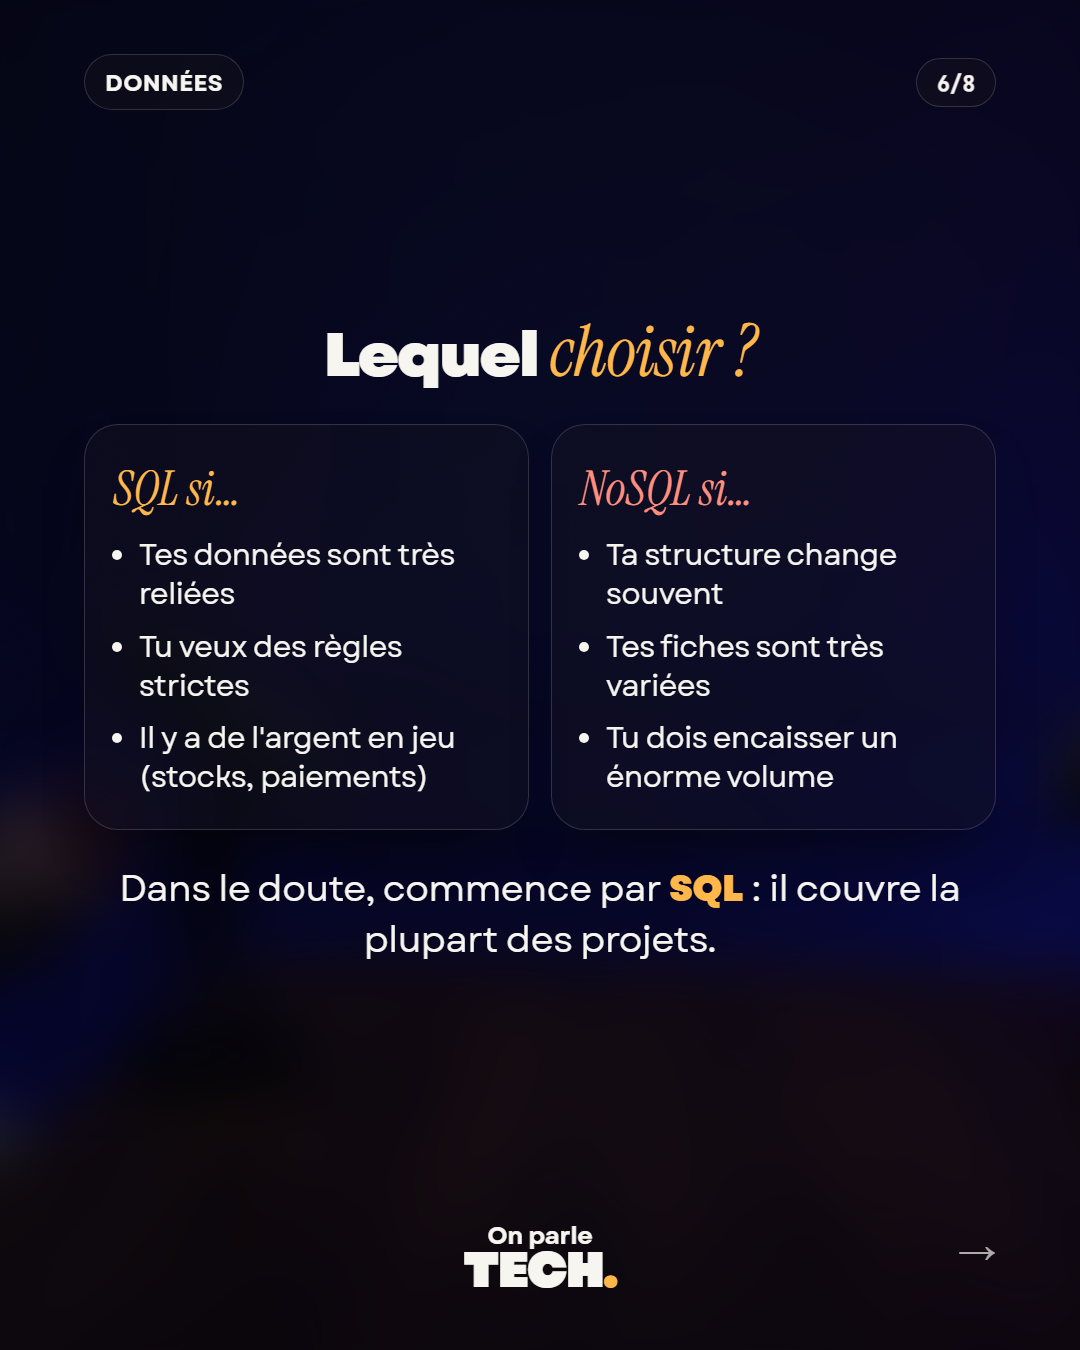 DONNÉES
6/8
Lequel choisir ?
SQL si...
• Tes données sont très
reliées
• Tu veux des règles
strictes
• Il y a de l'argent en jeu
(stocks, paiements)
NoSQL si...
• Ta structure change
souvent
• Tes fiches sont très
variées
• Tu dois encaisser un
énorme volume
Dans le doute, commence par SQL : il couvre la
plupart des projets.
On parle
TECH.
→